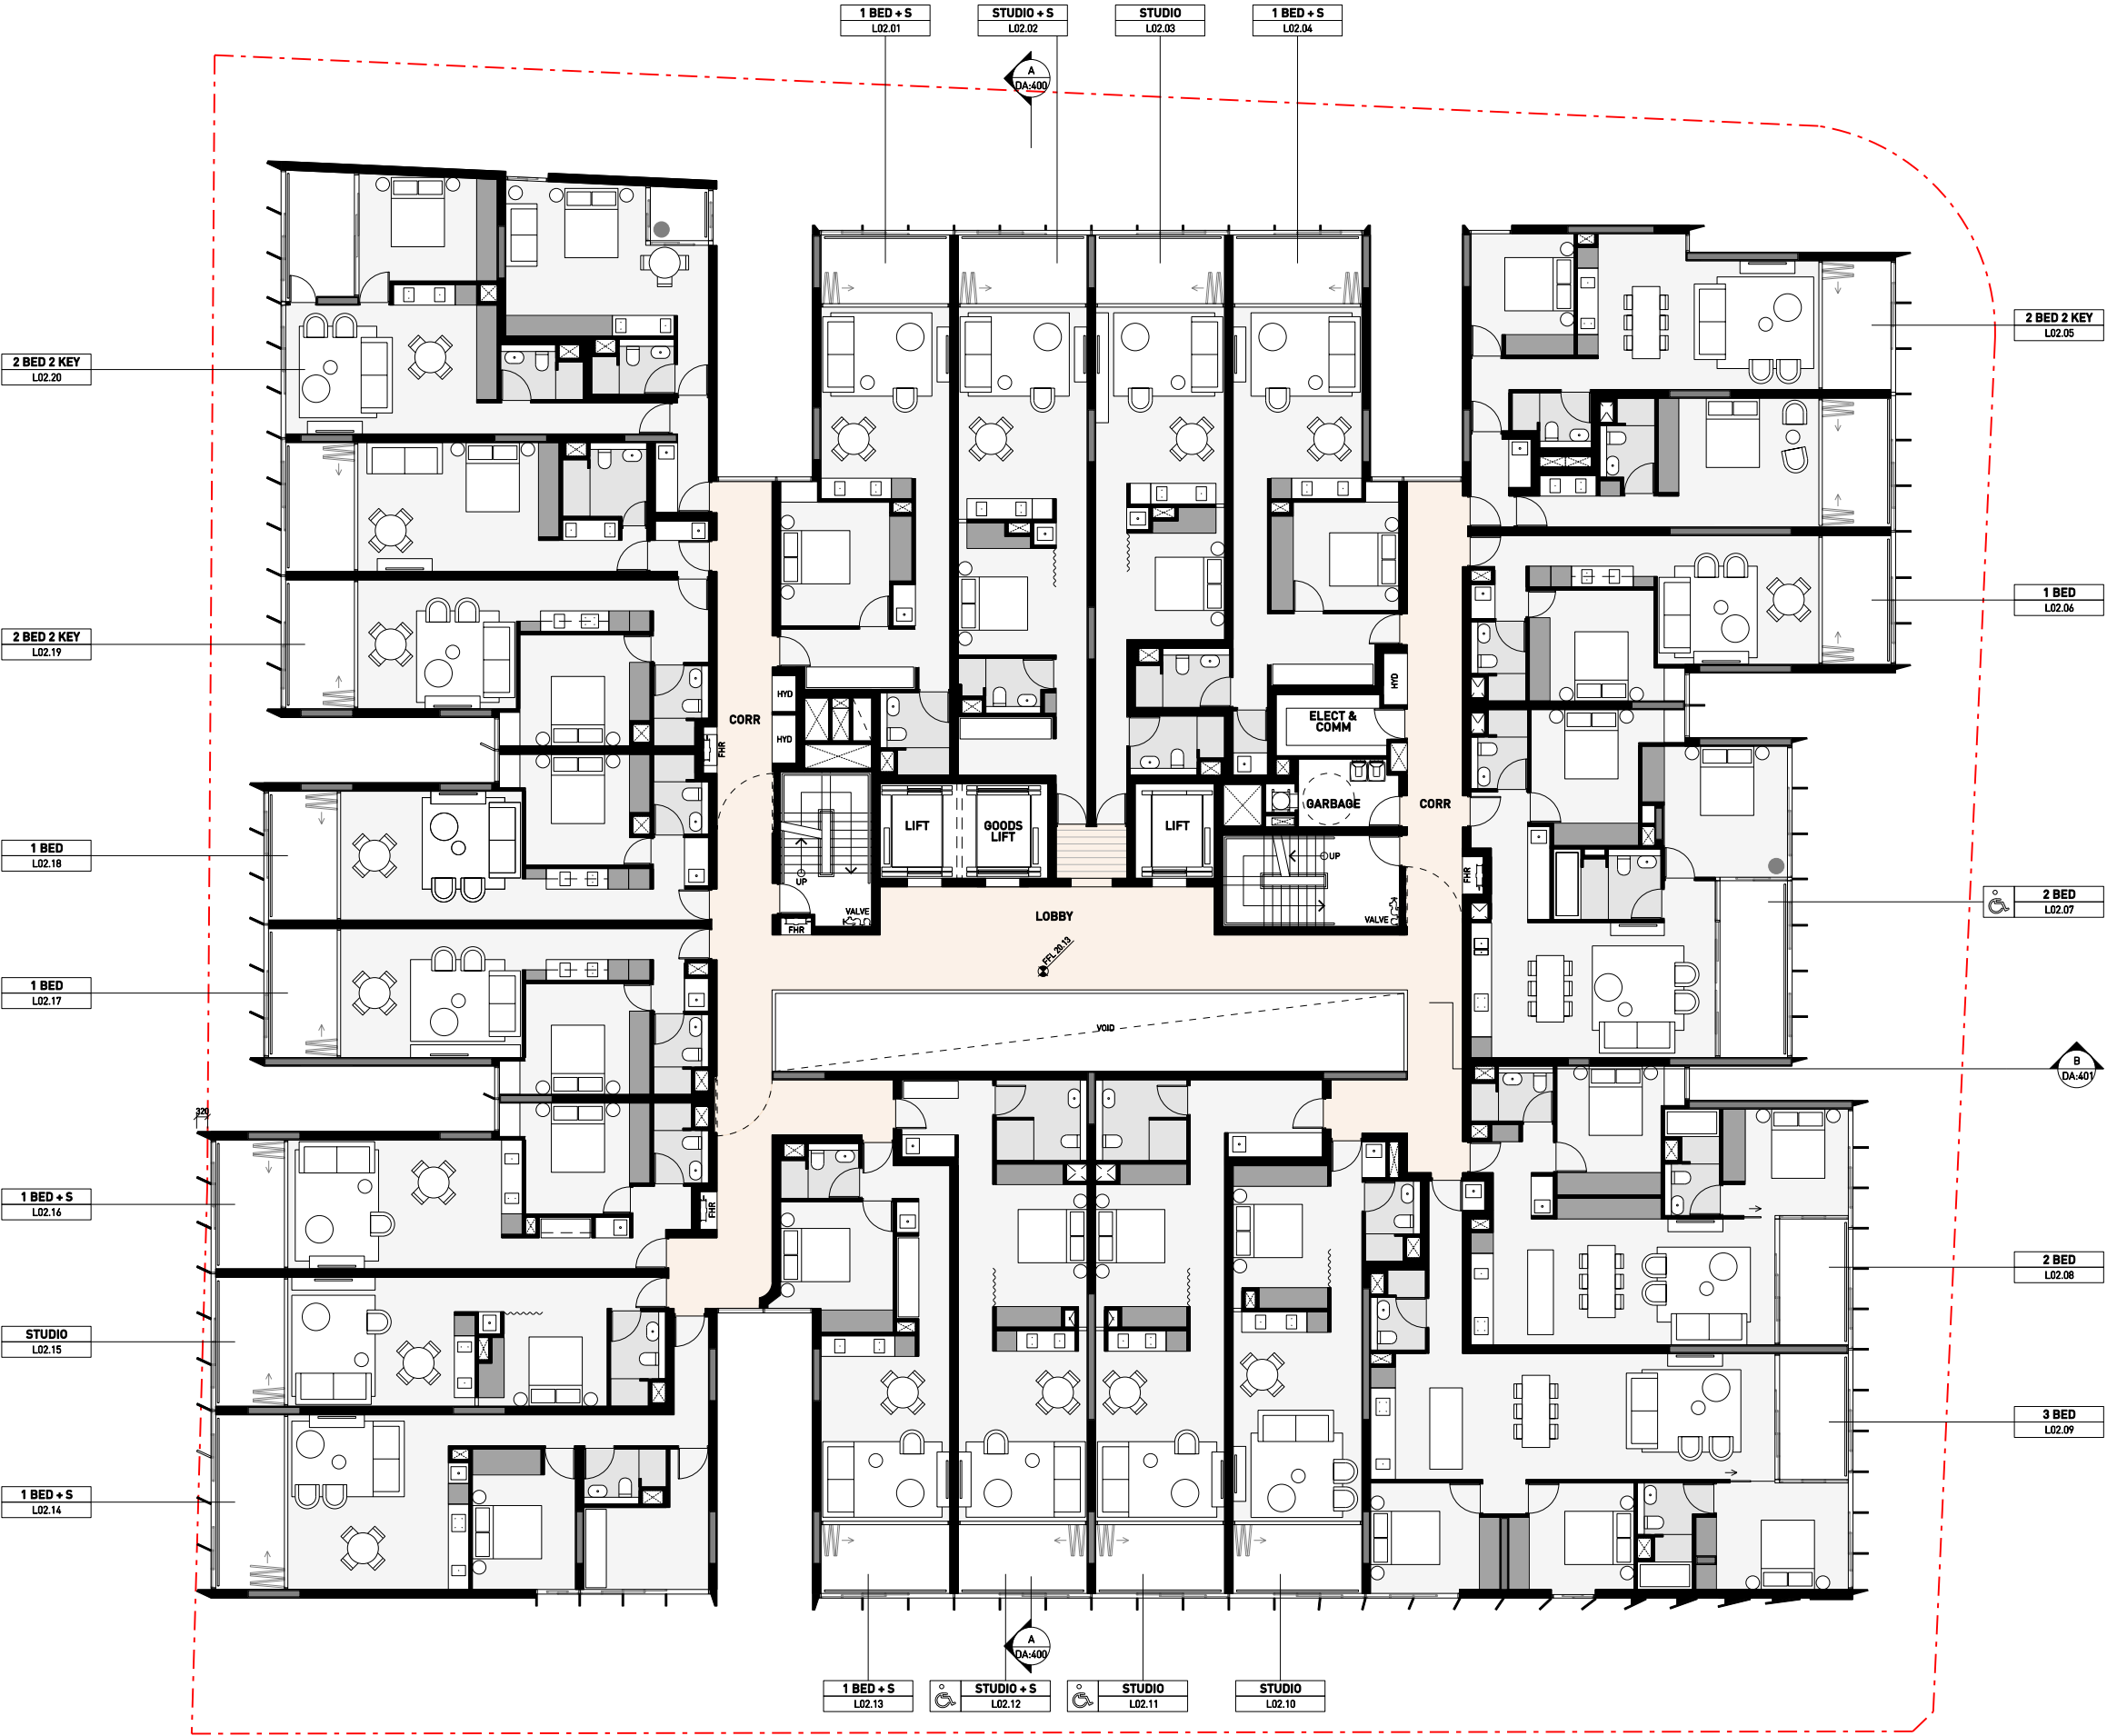 1 BED + S
L02.01
STUDIO + S
L02.02
STUDIO
L02.03
1 BED + S
L02.04
A
DA:400
2 BED 2 KEY
L02.20
2 BED 2 KEY
L02.05
2 BED 2 KEY
L02.19
1 BED
L02.06
HYD
HYD
CORR
FHR
HYD
ELECT &
COMM
GARBAGE
CORR
LIFT
GOODS
LIFT
LIFT
1 BED
L02.18
UP
UP
FHR
VALVE
FHR
VALVE
LOBBY
FFL 20.13
2 BED
L02.07
1 BED
L02.17
VOID
B
DA:401
320
1 BED + S
L02.16
FHR
2 BED
L02.08
STUDIO
L02.15
3 BED
L02.09
1 BED + S
L02.14
A
DA:400
1 BED + S
L02.13
STUDIO + S
L02.12
STUDIO
L02.11
STUDIO
L02.10